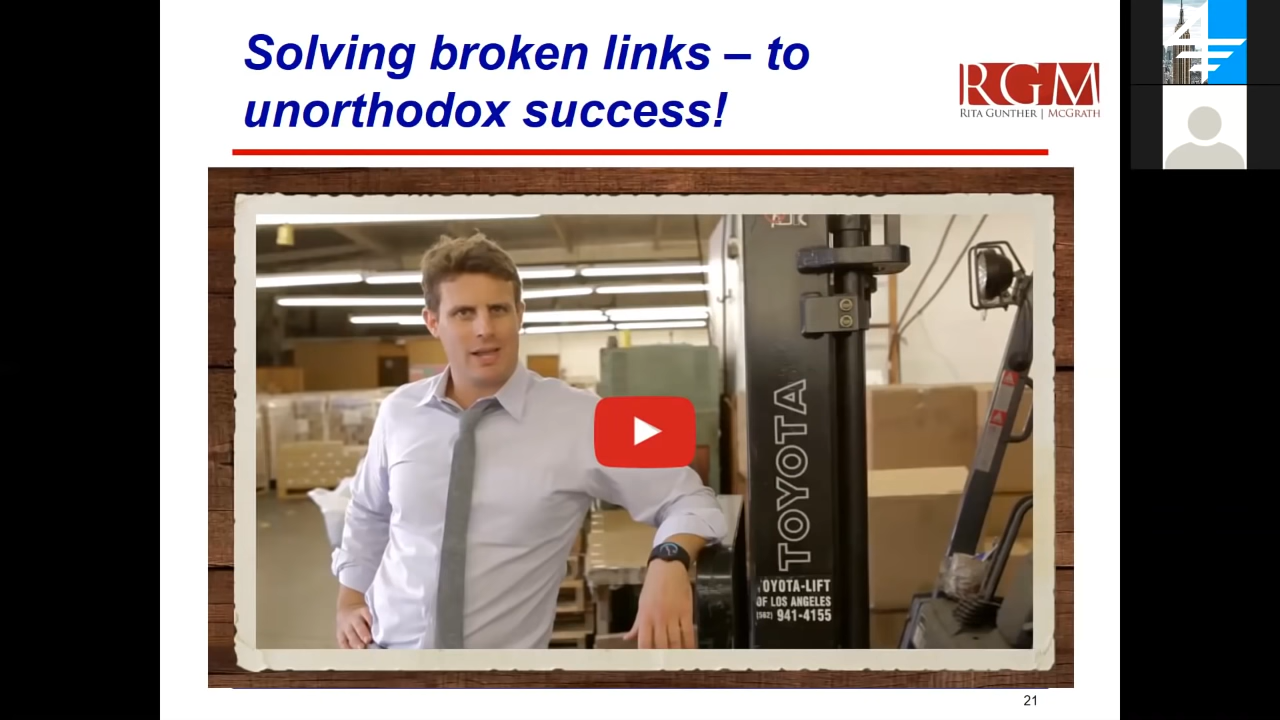 Solving broken links – to
unorthodox success!
RGM
RITA GUNTHER | MCGRATH
TOYOTA
TOYOTA-LIFT
OF LOS ANGELES
(562) 941-4155
21